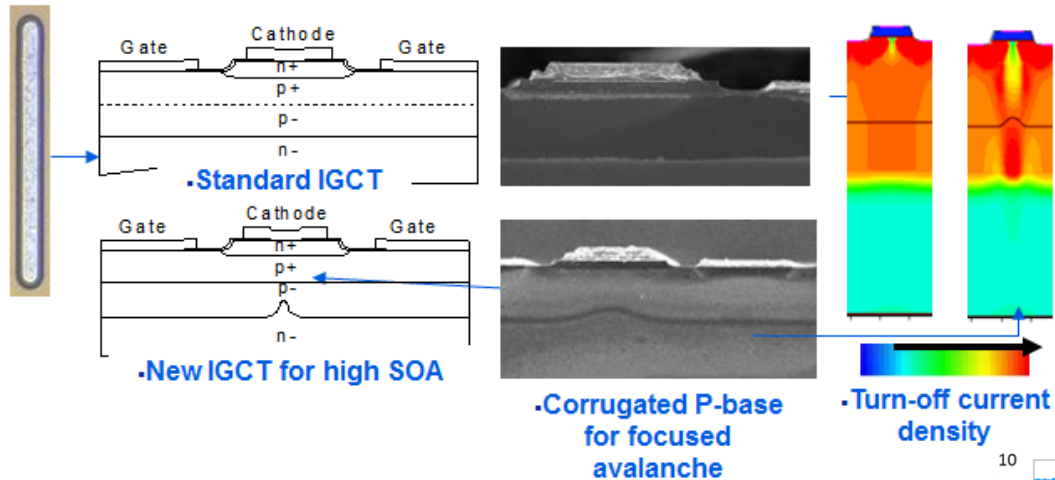 Cathode
Gate
Gate
n+
p+
p-
n-
▪Standard IGCT
Cathode
Gate
Gate
n+
p+
p-
n-
▪New IGCT for high SOA
▪Corrugated P-base
for focused
avalanche
▪Turn-off current
density
10